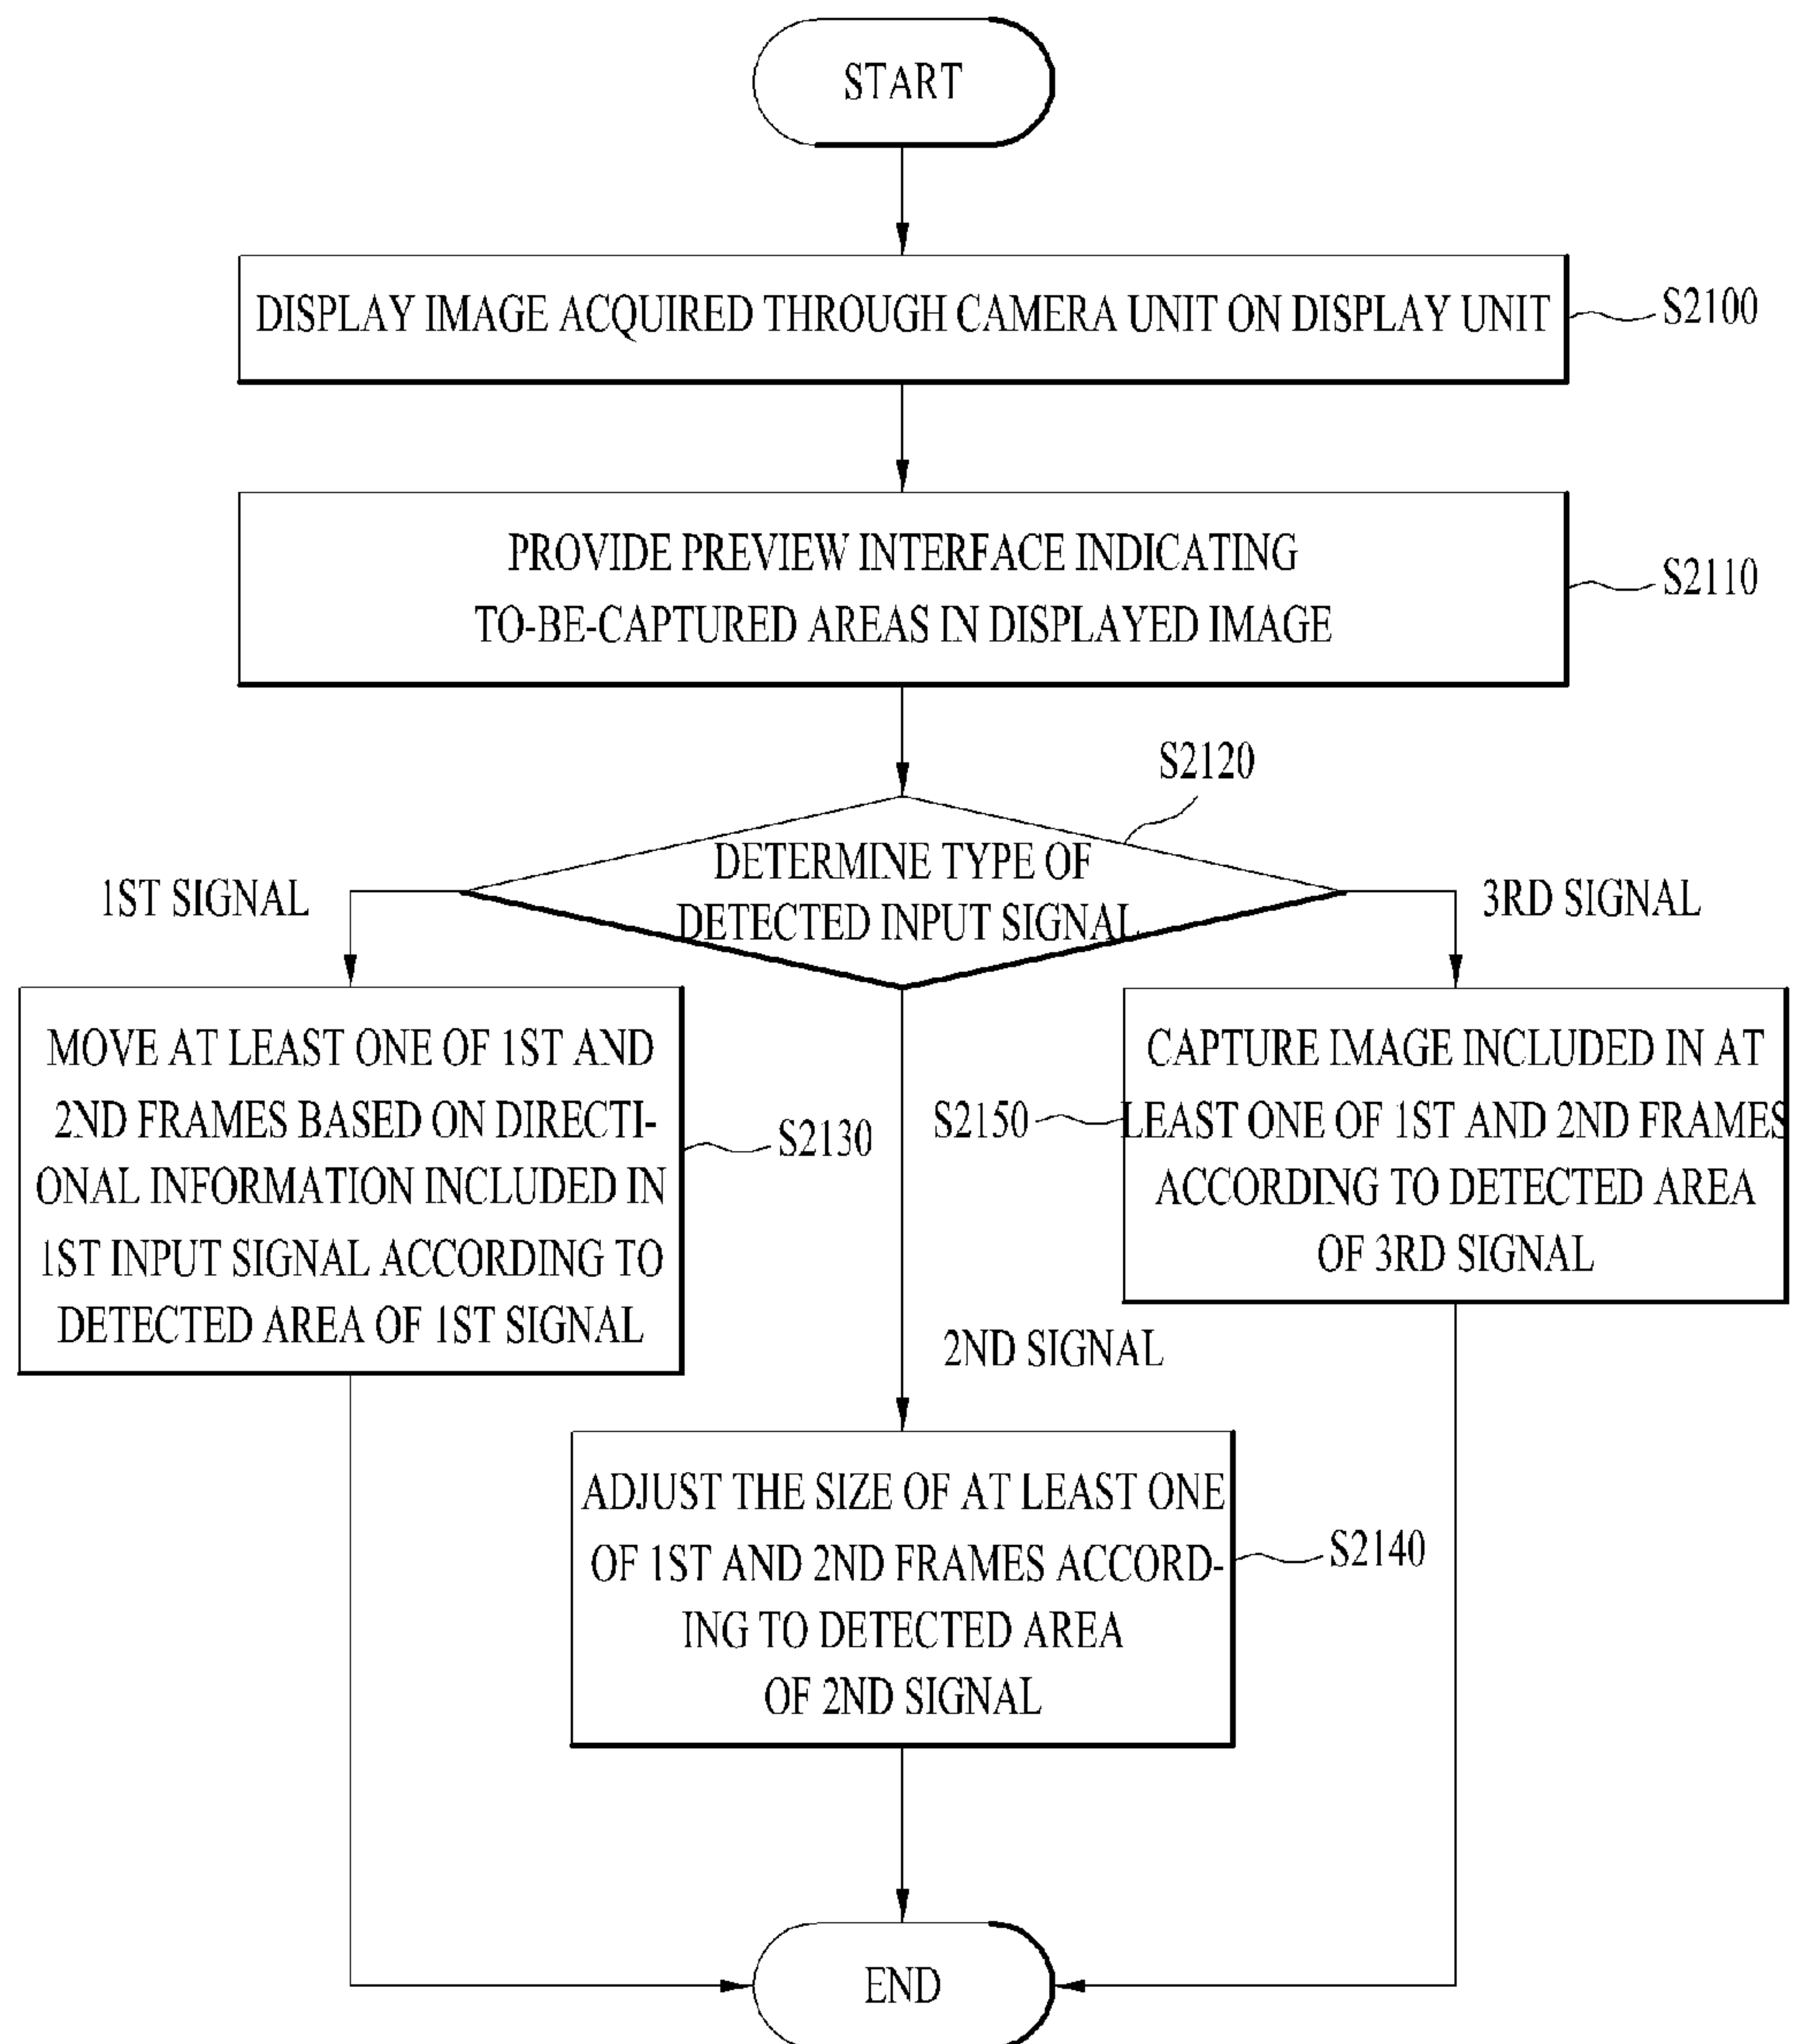 START
DISPLAY IMAGE ACQUIRED THROUGH CAMERA UNIT ON DISPLAY UNIT
S2100
PROVIDE PREVIEW INTERFACE INDICATING
TO-BE-CAPTURED AREAS IN DISPLAYED IMAGE
S2110
S2120
DETERMINE TYPE OF
DETECTED INPUT SIGNAL
1ST SIGNAL
3RD SIGNAL
MOVE AT LEAST ONE OF 1ST AND
2ND FRAMES BASED ON DIRECTI-
ONAL INFORMATION INCLUDED IN
1ST INPUT SIGNAL ACCORDING TO
DETECTED AREA OF 1ST SIGNAL
S2130
S2150
CAPTURE IMAGE INCLUDED IN AT
LEAST ONE OF 1ST AND 2ND FRAMES
ACCORDING TO DETECTED AREA
OF 3RD SIGNAL
2ND SIGNAL
ADJUST THE SIZE OF AT LEAST ONE
OF 1ST AND 2ND FRAMES ACCORD-
ING TO DETECTED AREA
OF 2ND SIGNAL
S2140
END